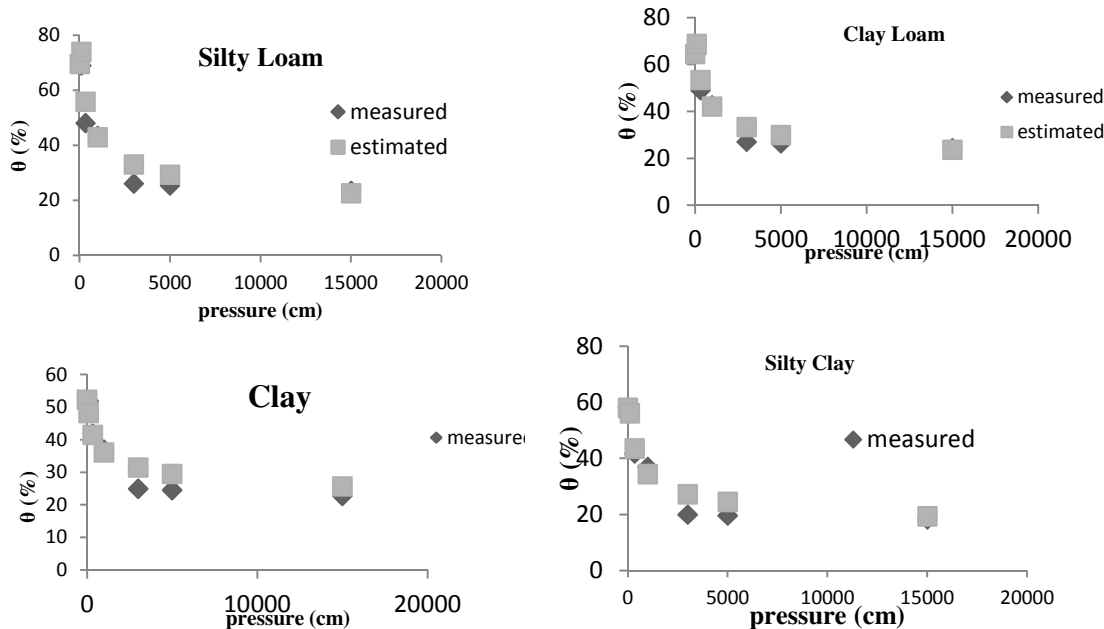 Silty Loam
80
60
40
20
0
θ (%)
measured
estimated
0 5000 10000 15000 20000
pressure (cm)
Clay Loam
80
60
40
20
0
θ (%)
measured
estimated
0 5000 10000 15000 20000
pressure (cm)
Clay
60
50
40
30
20
10
0
θ (%)
measured
0 10000 20000
pressure (cm)
Silty Clay
80
60
40
20
0
θ (%)
measured
0 5000 10000 15000 20000
pressure (cm)